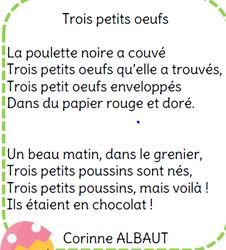 Trois petits oeufs
La poulette noire a couvé
Trois petits oeufs qu'elle a trouvés,
Trois petit oeufs enveloppés
Dans du papier rouge et doré.
Un beau matin, dans le grenier,
Trois petits poussins sont nés,
Trois petits poussins, mais voilà !
Ils étaient en chocolat !
Corinne ALBAUT